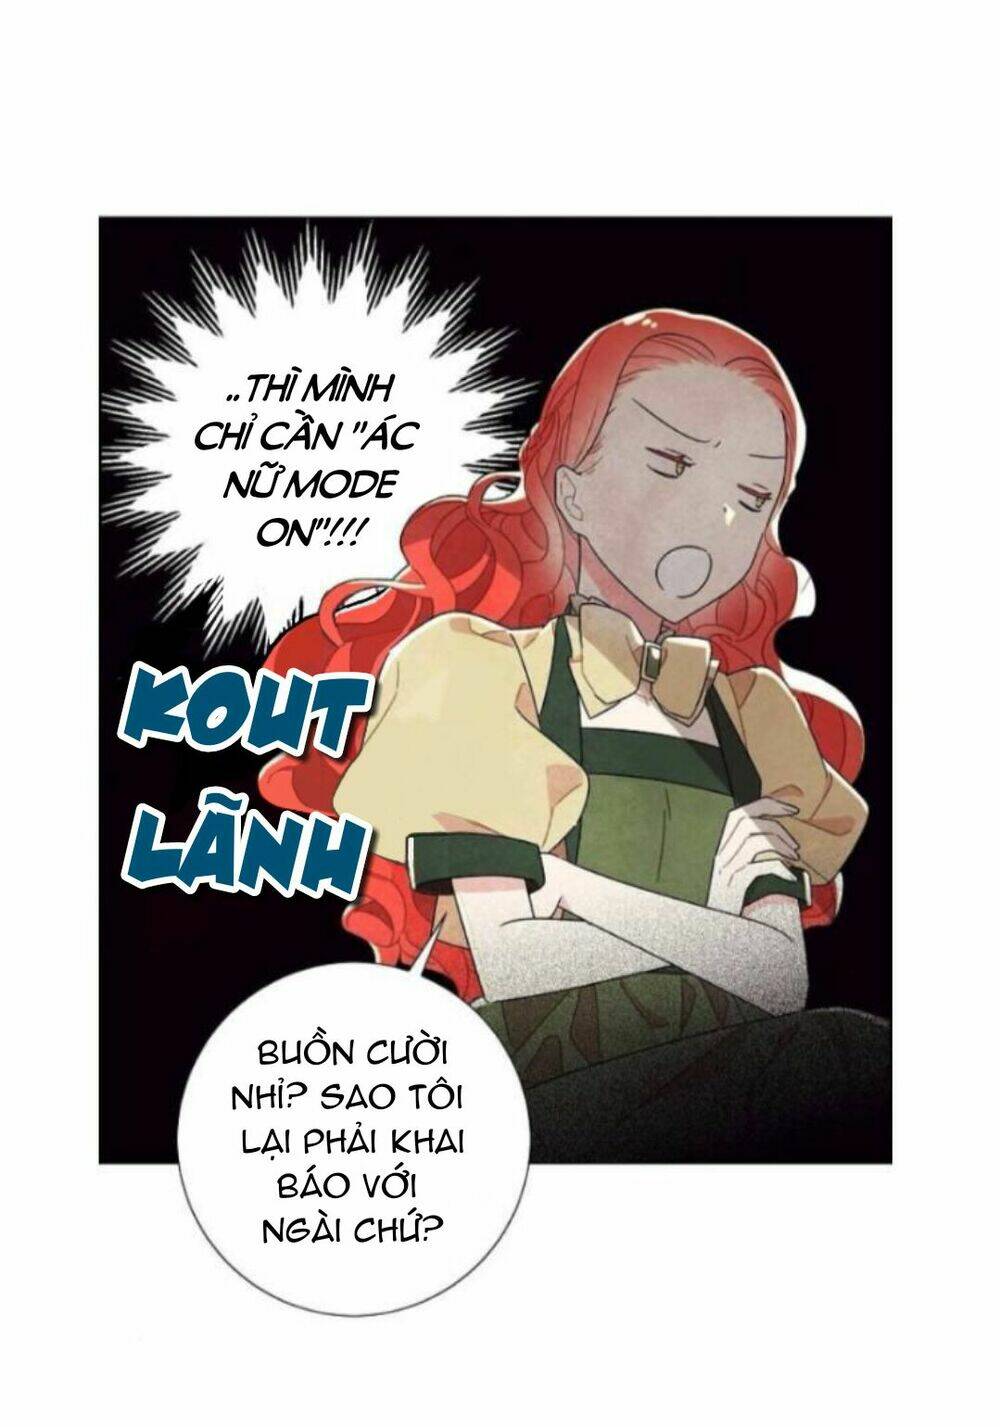 ..THÌ MÌNH
CHỈ CẦN "ÁC
NỮ MODE
ON"!!!
KOUT
LÃNH
BUỒN CƯỜI
NHỈ? SAO TÔI
LẠI PHẢI KHAI
BÁO VỚI
NGÀI CHỨ?